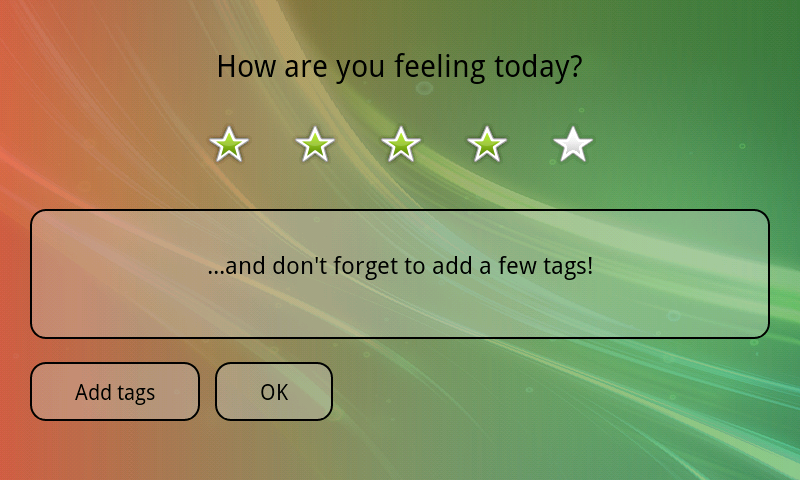 How are you feeling today?
...and don't forget to add a few tags!
Add tags
OK